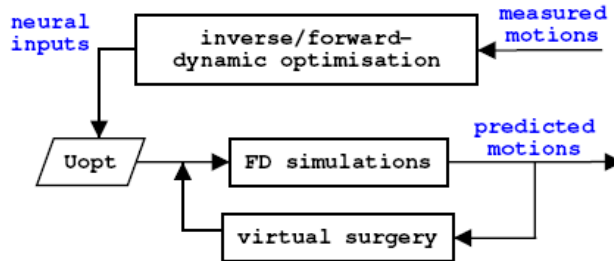 neural
inputs
inverse/forward–
dynamic optimisation
measured
motions
Uopt
FD simulations
predicted
motions
virtual surgery